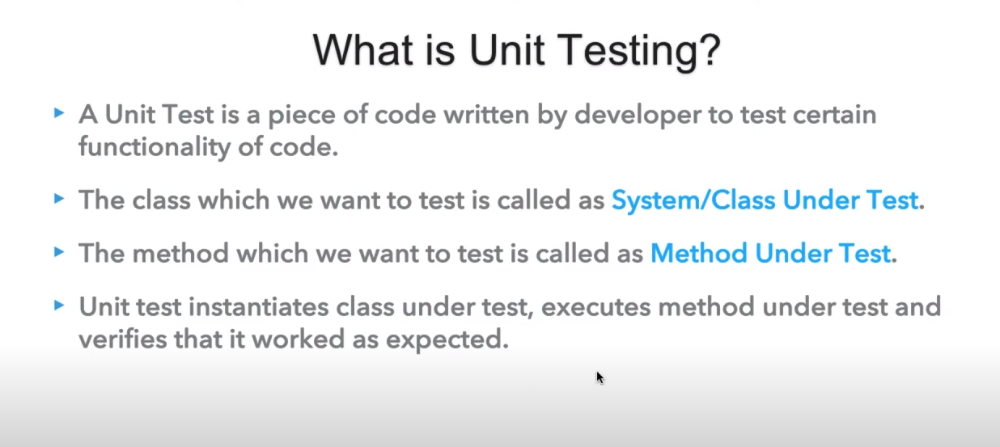 What is Unit Testing?
A Unit Test is a piece of code written by developer to test certain
functionality of code.
The class which we want to test is called as System/Class Under Test.
The method which we want to test is called as Method Under Test.
Unit test instantiates class under test, executes method under test and
verifies that it worked as expected.